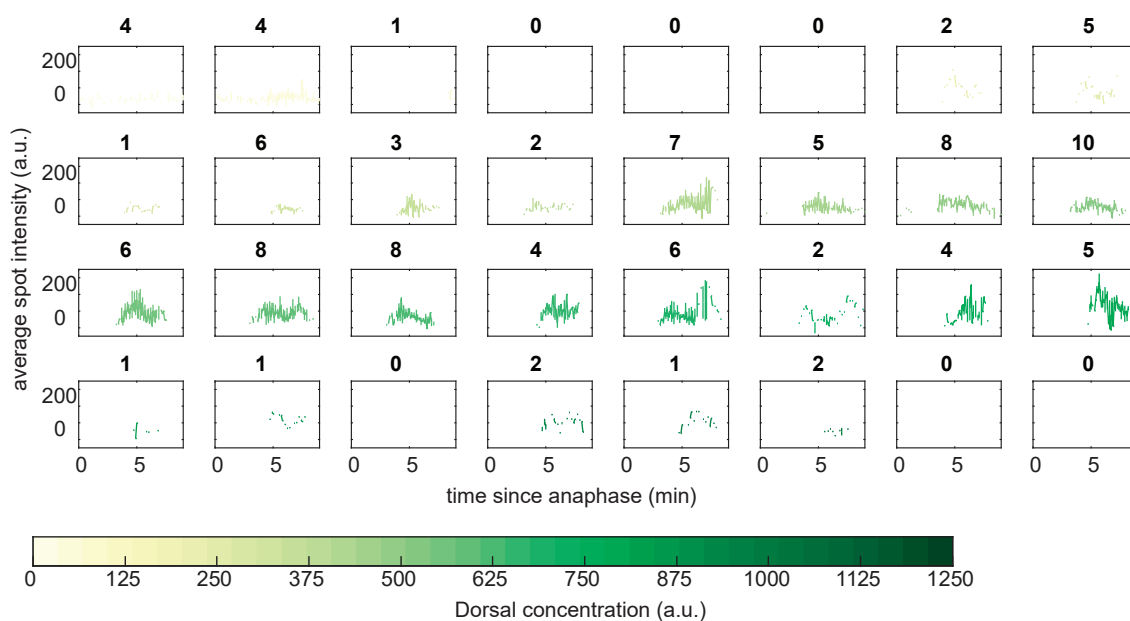 4 4 1 0 0 0 2 5
200
0
1 6 3 2 7 5 8 10
200
0
6 8 8 4 6 2 4 5
200
0
1 1 0 2 1 2 0 0
200
0
0 5 0 5 0 5 0 5 0 5 0 5 0 5 0 5
average spot intensity (a.u.)
time since anaphase (min)
0 125 250 375 500 625 750 875 1000 1125 1250
Dorsal concentration (a.u.)